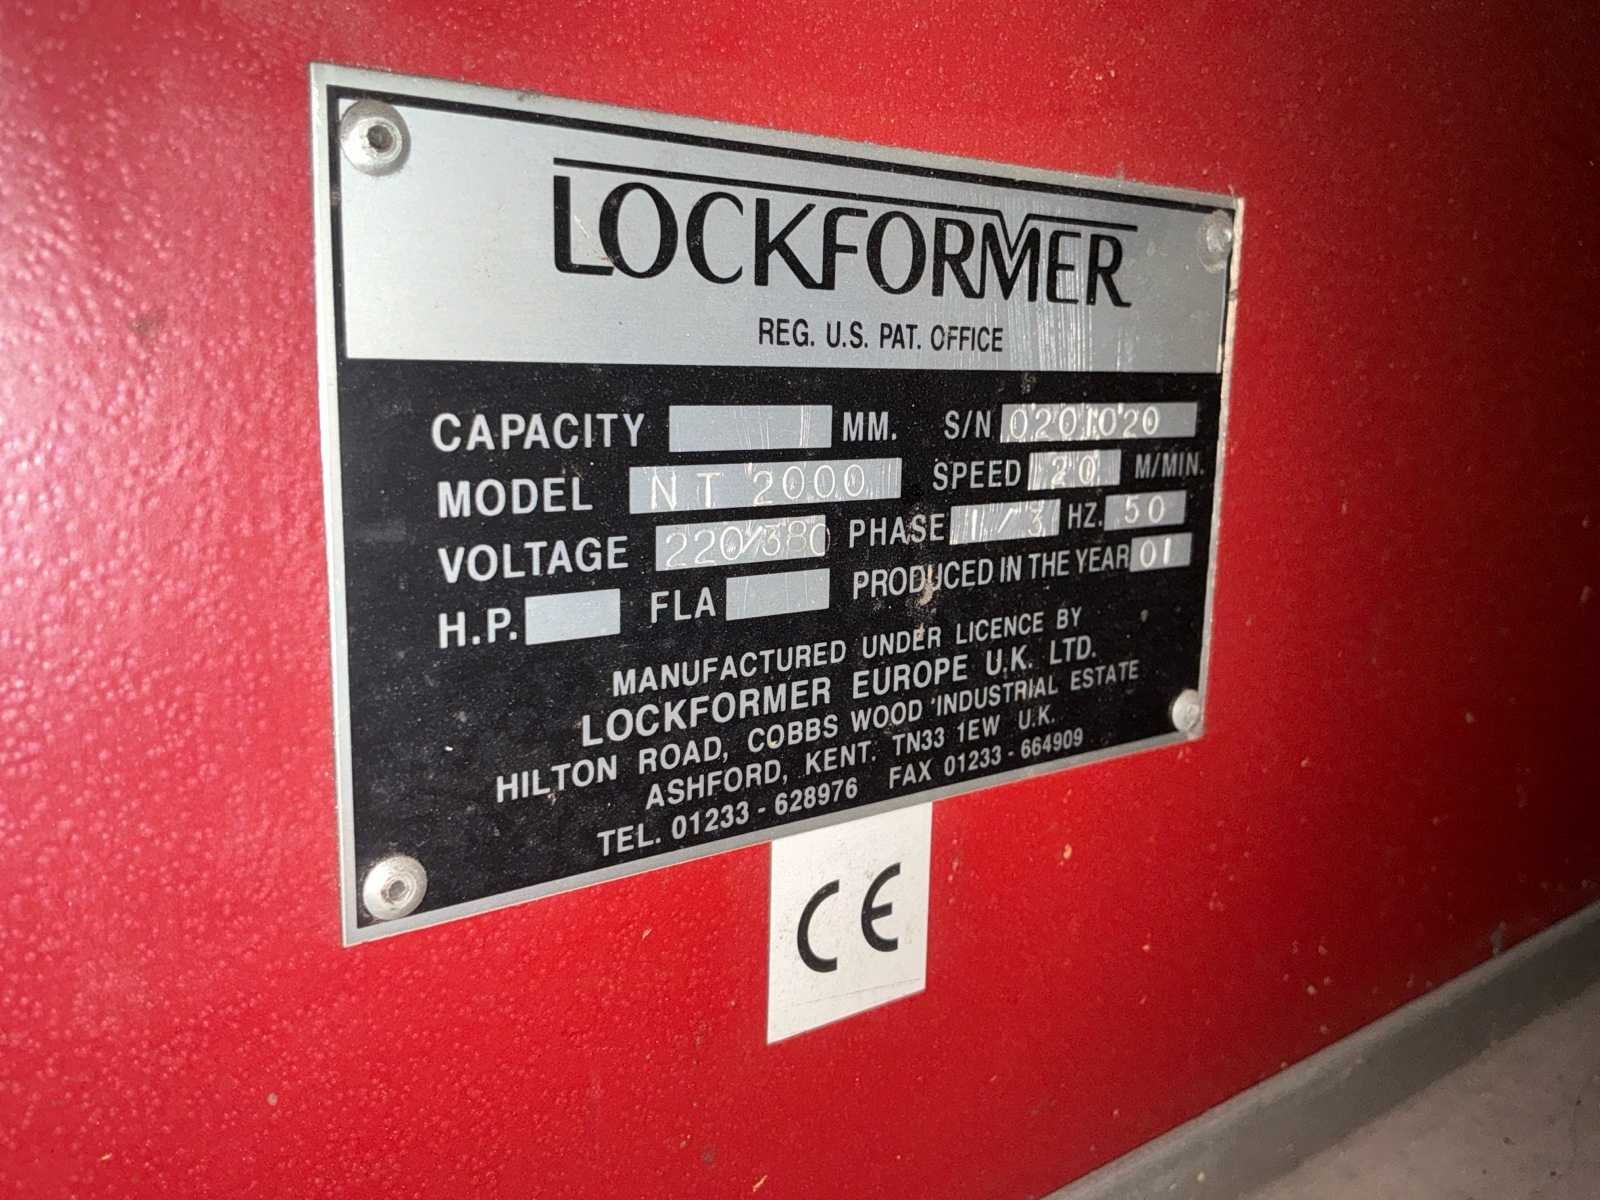 LOCKFORMER
REG. U.S. PAT. OFFICE
CAPACITY MM. S/N 0201020
MODEL NT 2000 SPEED 20 M/MIN.
VOLTAGE 220/380 PHASE 1/3 HZ. 50
H.P. FLA PRODUCED IN THE YEAR 01
MANUFACTURED UNDER LICENCE BY
LOCKFORMER EUROPE U.K. LTD.
HILTON ROAD, COBBS WOOD INDUSTRIAL ESTATE
ASHFORD, KENT. TN33 1EW U.K.
TEL. 01233 - 628976 FAX 01233 - 664909
CE